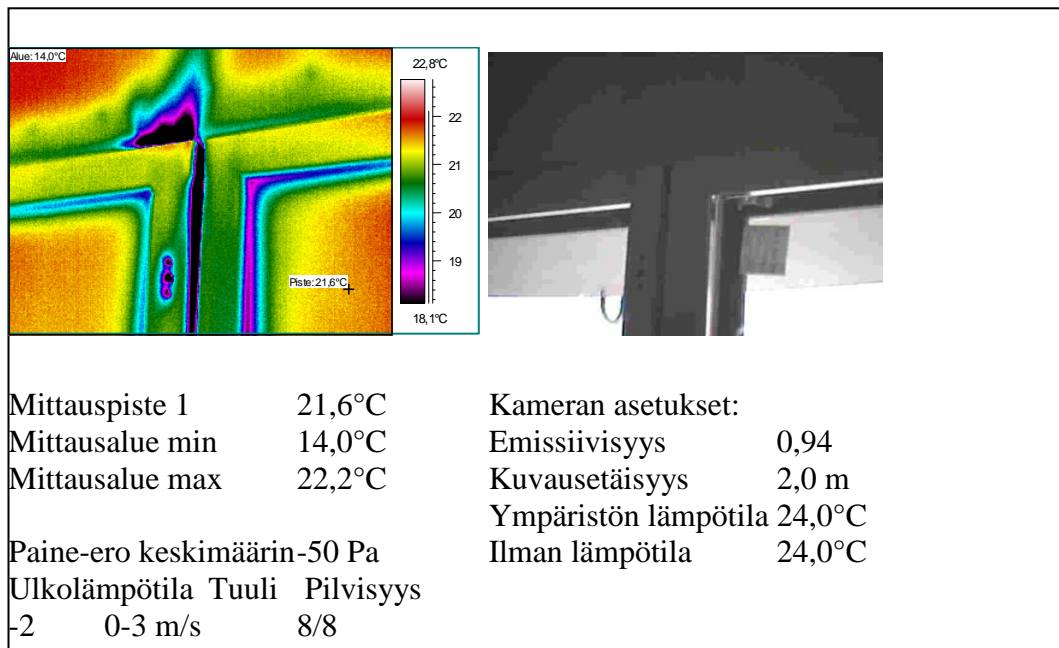 Alue:14,0°C
22,8°C
22
21
20
19
18,1°C
Piste:21,6°C
Mittauspiste 1 21,6°C
Mittausalue min 14,0°C
Mittausalue max 22,2°C
Paine-ero keskimäärin-50 Pa
Ulkolämpötila Tuuli Pilvisyys
-2 0-3 m/s 8/8
Kameran asetukset:
Emissiivisyys 0,94
Kuvausetäisyys 2,0 m
Ympäristön lämpötila 24,0°C
Ilman lämpötila 24,0°C